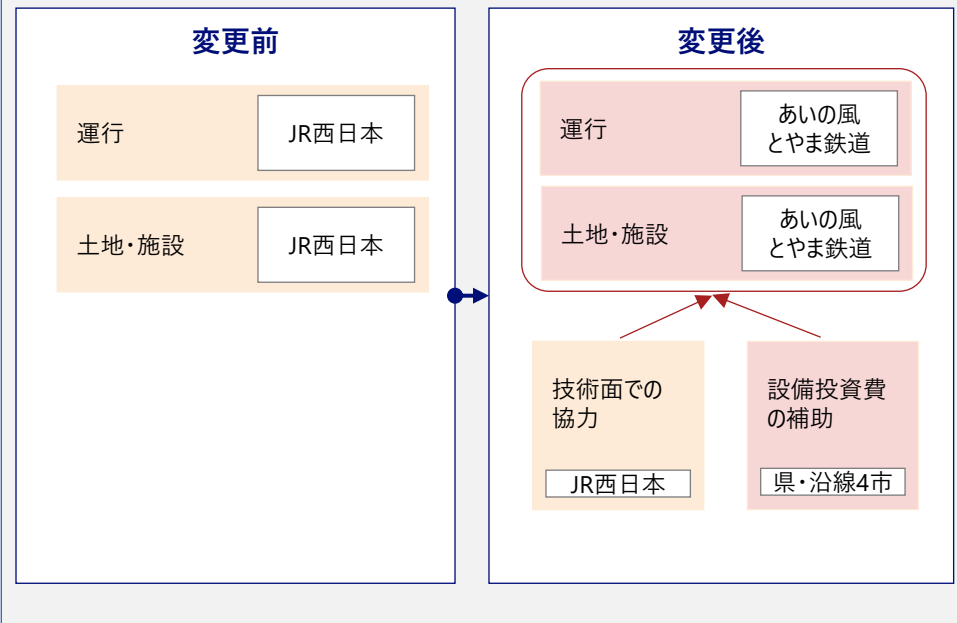 変更前
運行
JR西日本
土地・施設
JR西日本
変更後
運行
あいの風
とやま鉄道
土地・施設
あいの風
とやま鉄道
技術面での
協力
JR西日本
設備投資費
の補助
県・沿線4市